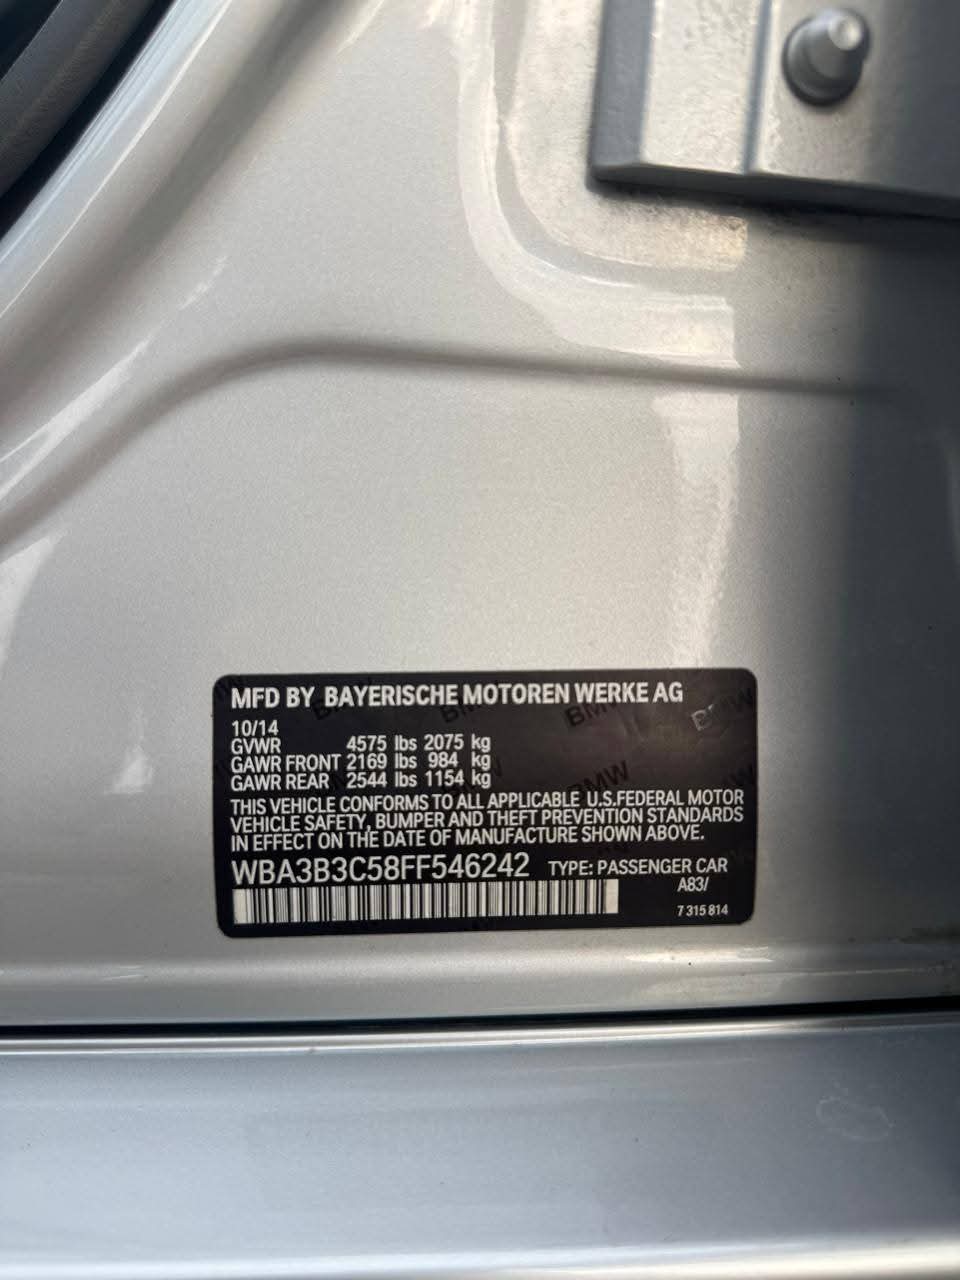 MFD BY BAYERISCHE MOTOREN WERKE AG
10/14
GVWR 4575 lbs 2075 kg
GAWR FRONT 2169 lbs 984 kg
GAWR REAR 2544 lbs 1154 kg
THIS VEHICLE CONFORMS TO ALL APPLICABLE U.S.FEDERAL MOTOR
VEHICLE SAFETY, BUMPER AND THEFT PREVENTION STANDARDS
IN EFFECT ON THE DATE OF MANUFACTURE SHOWN ABOVE.
WBA3B3C58FF546242 TYPE: PASSENGER CAR
A83/
7 315 814